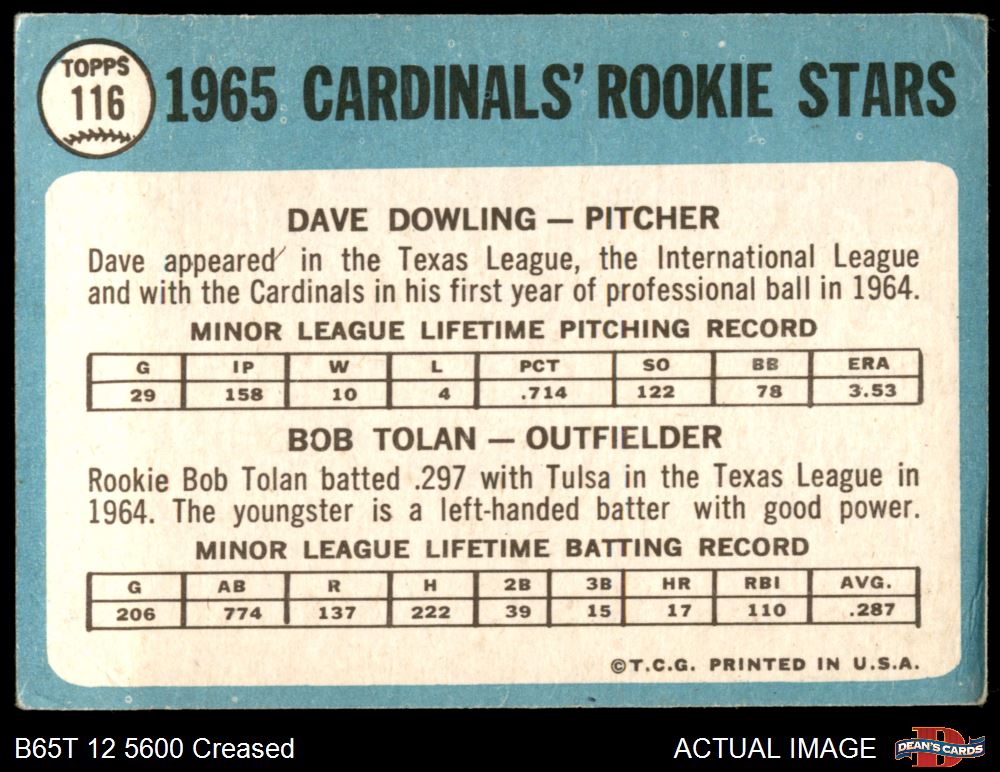 TOPPS
116
1965 CARDINALS' ROOKIE STARS
DAVE DOWLING — PITCHER
Dave appeared in the Texas League, the International League
and with the Cardinals in his first year of professional ball in 1964.
MINOR LEAGUE LIFETIME PITCHING RECORD
G IP W L PCT SO BB ERA
29 158 10 4 .714 122 78 3.53
BOB TOLAN — OUTFIELDER
Rookie Bob Tolan batted .297 with Tulsa in the Texas League in
1964. The youngster is a left-handed batter with good power.
MINOR LEAGUE LIFETIME BATTING RECORD
G AB R H 2B 3B HR RBI AVG.
206 774 137 222 39 15 17 110 .287
©T.C.G. PRINTED IN U.S.A.
B65T 12 5600 Creased
ACTUAL IMAGE
DEAN'S CARDS